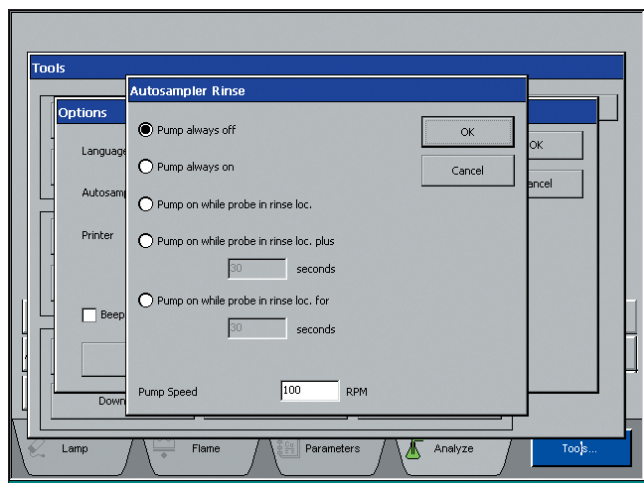 Tools
Autosampler Rinse
Options
Pump always off
OK
OK
Language
Pump always on
Cancel
Autosam
Pump on while probe in rinse loc.
Printer
Pump on while probe in rinse loc. plus
30 seconds
Pump on while probe in rinse loc. for
Beep
30 seconds
Pump Speed 100 RPM
Down
Lamp Flame Parameters Analyze Tools...